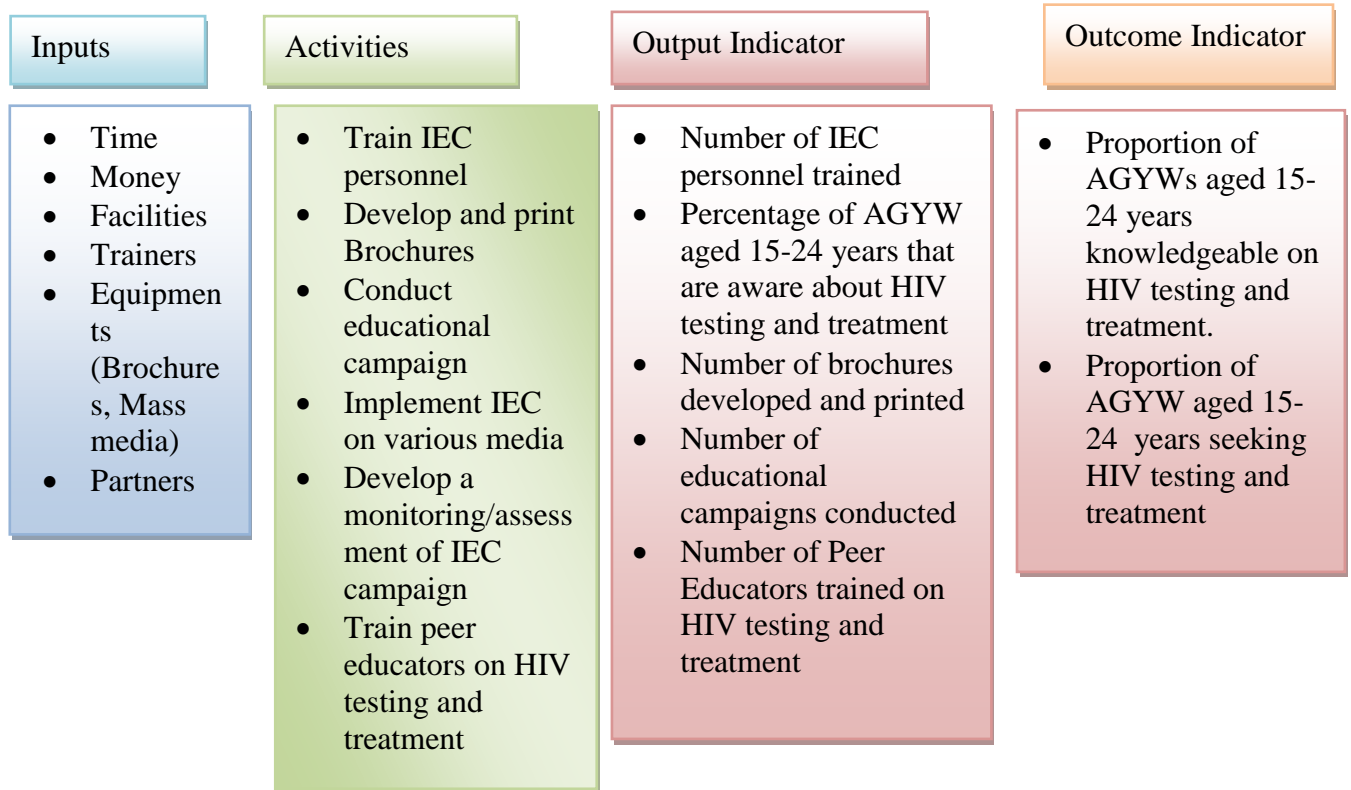 Inputs
Activities
Output Indicator
Outcome Indicator
• Time
• Money
• Facilities
• Trainers
• Equipmen
ts
(Brochure
s, Mass
media)
• Partners
• Train IEC
personnel
• Develop and print
Brochures
• Conduct
educational
campaign
• Implement IEC
on various media
• Develop a
monitoring/assess
ment of IEC
campaign
• Train peer
educators on HIV
testing and
treatment
• Number of IEC
personnel trained
• Percentage of AGYW
aged 15-24 years that
are aware about HIV
testing and treatment
• Number of brochures
developed and printed
• Number of
educational
campaigns conducted
• Number of Peer
Educators trained on
HIV testing and
treatment
• Proportion of
AGYWs aged 15-
24 years
knowledgeable on
HIV testing and
treatment.
• Proportion of
AGYW aged 15-
24 years seeking
HIV testing and
treatment